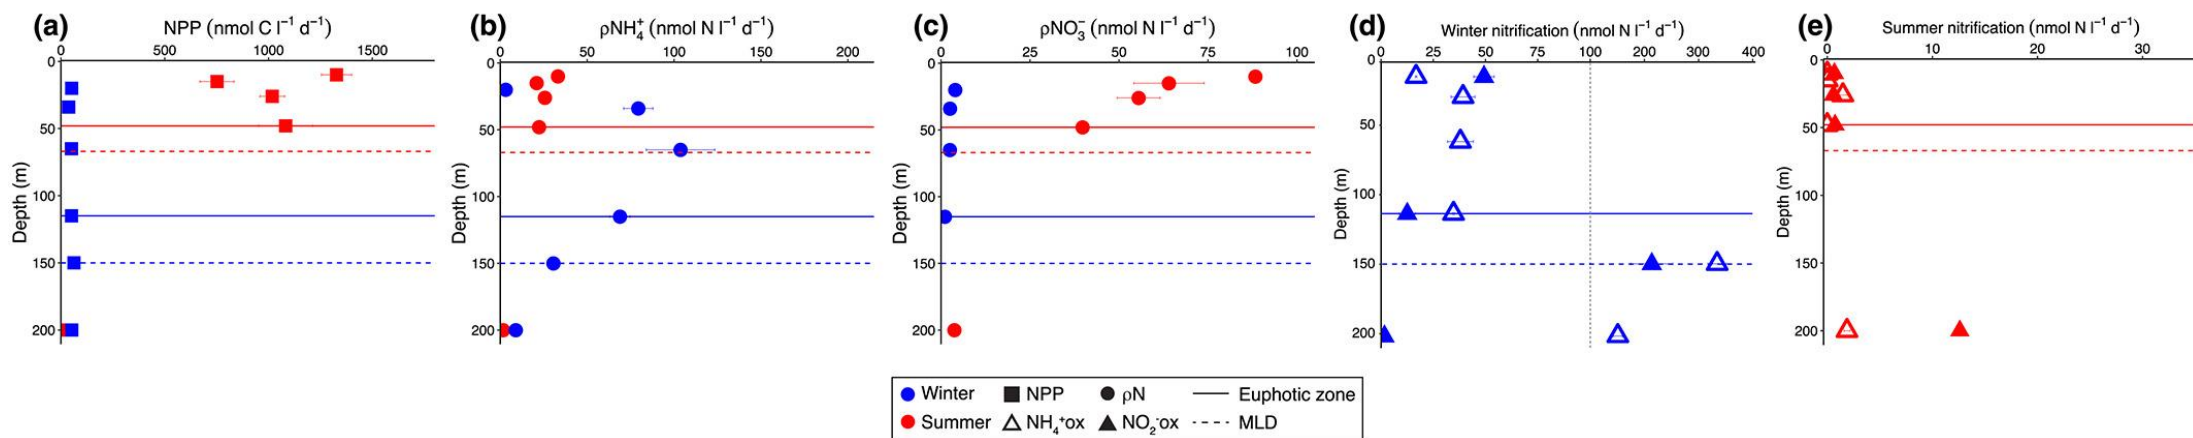 (a) NPP (nmol C l⁻¹ d⁻¹)
0 500 1000 1500
Depth (m)
0
50
100
150
200
(b) ρNH₄⁺ (nmol N l⁻¹ d⁻¹)
0 50 100 150 200
Depth (m)
0
50
100
150
200
(c) ρNO₃⁻ (nmol N l⁻¹ d⁻¹)
0 25 50 75 100
Depth (m)
0
50
100
150
200
(d) Winter nitrification (nmol N l⁻¹ d⁻¹)
0 25 50 100 200 300 400
Depth (m)
0
50
100
150
200
(e) Summer nitrification (nmol N l⁻¹ d⁻¹)
0 10 20 30
Depth (m)
0
50
100
150
200
Winter NPP ρN Euphotic zone
Summer NH₄⁺ox NO₂⁻ox MLD